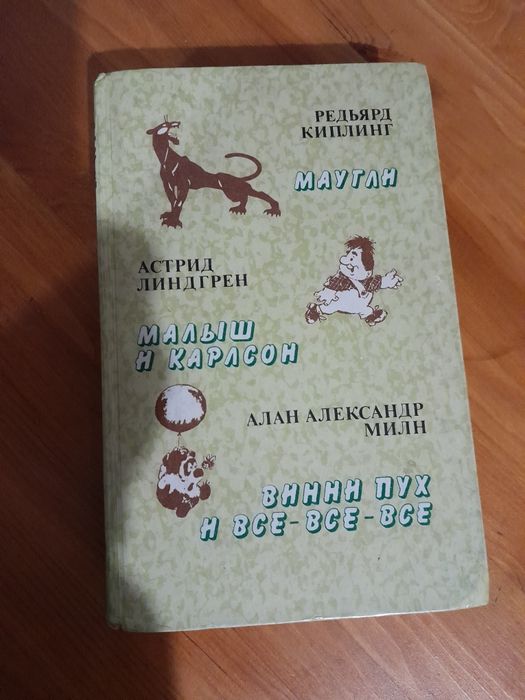 РЕДЬЯРД
КИПЛИНГ
МАУГЛИ
АСТРИД
ЛИНДГРЕН
МАЛЫШ
И КАРЛСОН
АЛАН АЛЕКСАНДР
МИЛН
ВИННИ ПУХ
И ВСЕ-ВСЕ-ВСЕ